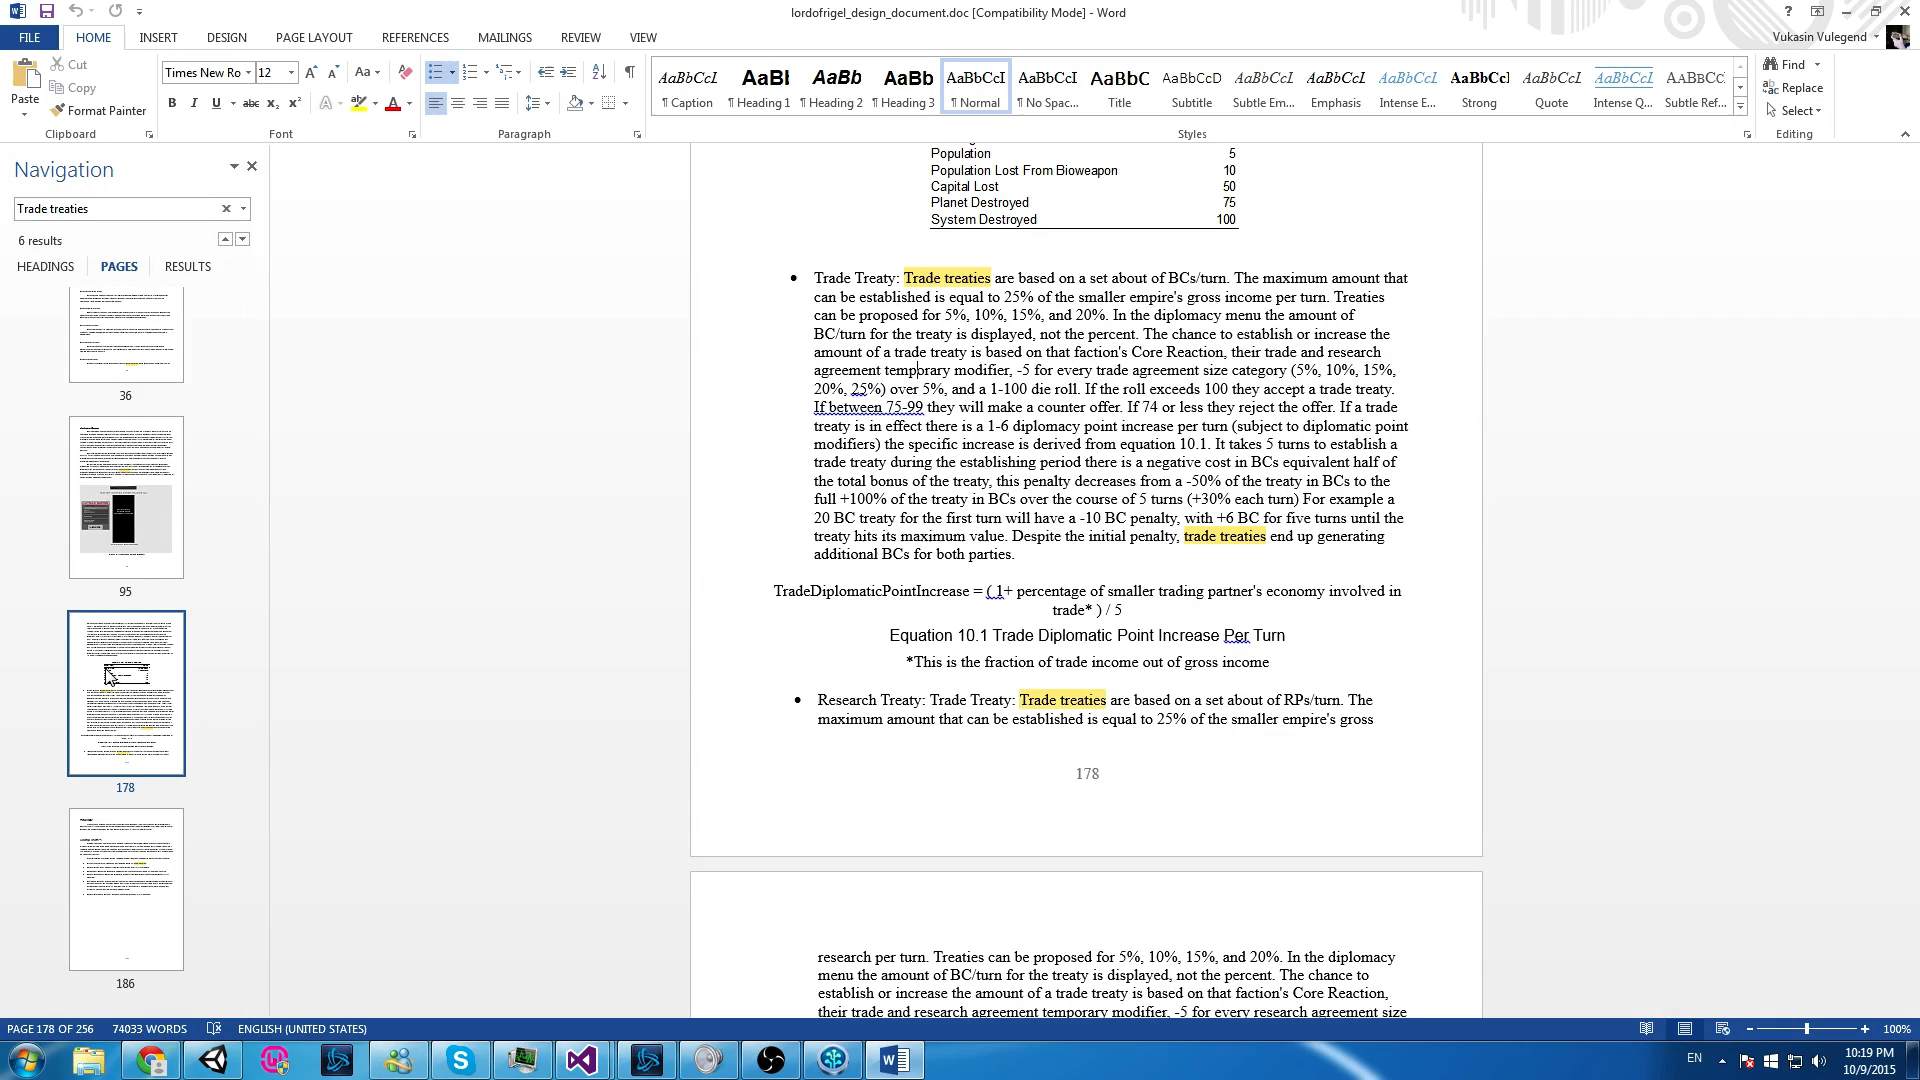 lordofrigel_design_document.doc [Compatibility Mode] - Word
FILE HOME INSERT DESIGN PAGE LAYOUT REFERENCES MAILINGS REVIEW VIEW
Vukasin Vulegend
Paste
Cut
Copy
Format Painter
Clipboard
Times New Ro 12
Font
Paragraph
AaBbCcI AaBl AaBb AaBb AaBbCcI AaBbCcI AaBbC AaBbCcD AaBbCcL AaBbCcL AaBbCcL AaBbCcI AaBbCcL AaBbCcL AaBbCc
¶ Caption ¶ Heading 1 ¶ Heading 2 ¶ Heading 3 ¶ Normal ¶ No Spac... Title Subtitle Subtle Em... Emphasis Intense E... Strong Quote Intense Q... Subtle Ref...
Styles
Find
Replace
Select
Editing
Navigation
Trade treaties
6 results
HEADINGS PAGES RESULTS
36
95
178
186
Population 5
Population Lost From Bioweapon 10
Capital Lost 50
Planet Destroyed 75
System Destroyed 100
• Trade Treaty: Trade treaties are based on a set about of BCs/turn. The maximum amount that
can be established is equal to 25% of the smaller empire's gross income per turn. Treaties
can be proposed for 5%, 10%, 15%, and 20%. In the diplomacy menu the amount of
BC/turn for the treaty is displayed, not the percent. The chance to establish or increase the
amount of a trade treaty is based on that faction's Core Reaction, their trade and research
agreement temporary modifier, -5 for every trade agreement size category (5%, 10%, 15%,
20%, 25%) over 5%, and a 1-100 die roll. If the roll exceeds 100 they accept a trade treaty.
If between 75-99 they will make a counter offer. If 74 or less they reject the offer. If a trade
treaty is in effect there is a 1-6 diplomacy point increase per turn (subject to diplomatic point
modifiers) the specific increase is derived from equation 10.1. It takes 5 turns to establish a
trade treaty during the establishing period there is a negative cost in BCs equivalent half of
the total bonus of the treaty, this penalty decreases from a -50% of the treaty in BCs to the
full +100% of the treaty in BCs over the course of 5 turns (+30% each turn) For example a
20 BC treaty for the first turn will have a -10 BC penalty, with +6 BC for five turns until the
treaty hits its maximum value. Despite the initial penalty, trade treaties end up generating
additional BCs for both parties.
TradeDiplomaticPointIncrease = ( 1+ percentage of smaller trading partner's economy involved in
trade* ) / 5
Equation 10.1 Trade Diplomatic Point Increase Per Turn
*This is the fraction of trade income out of gross income
• Research Treaty: Trade Treaty: Trade treaties are based on a set about of RPs/turn. The
maximum amount that can be established is equal to 25% of the smaller empire's gross
178
research per turn. Treaties can be proposed for 5%, 10%, 15%, and 20%. In the diplomacy
menu the amount of BC/turn for the treaty is displayed, not the percent. The chance to
establish or increase the amount of a trade treaty is based on that faction's Core Reaction,
their trade and research agreement temporary modifier, -5 for every research agreement size
PAGE 178 OF 256 74033 WORDS ENGLISH (UNITED STATES) 100%
EN
10:19 PM
10/9/2015